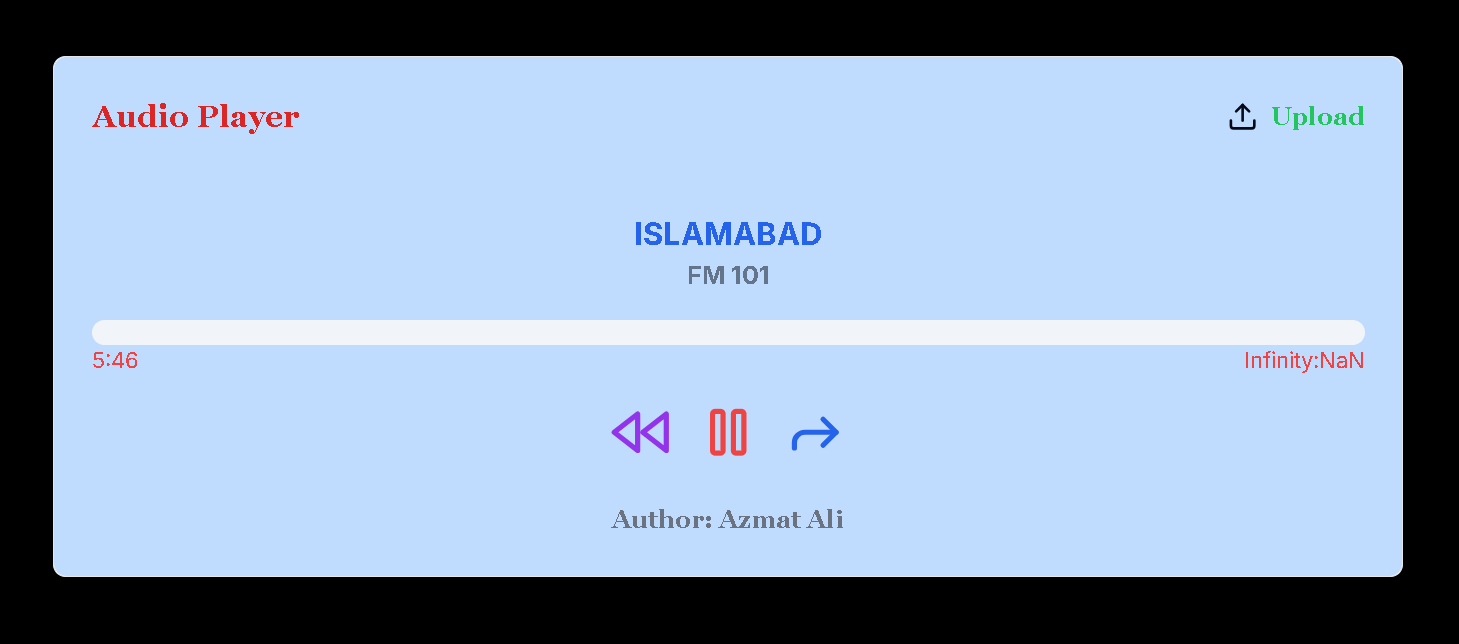 Audio Player
Upload
ISLAMABAD
FM 101
5:46
Infinity:NaN
Author: Azmat Ali